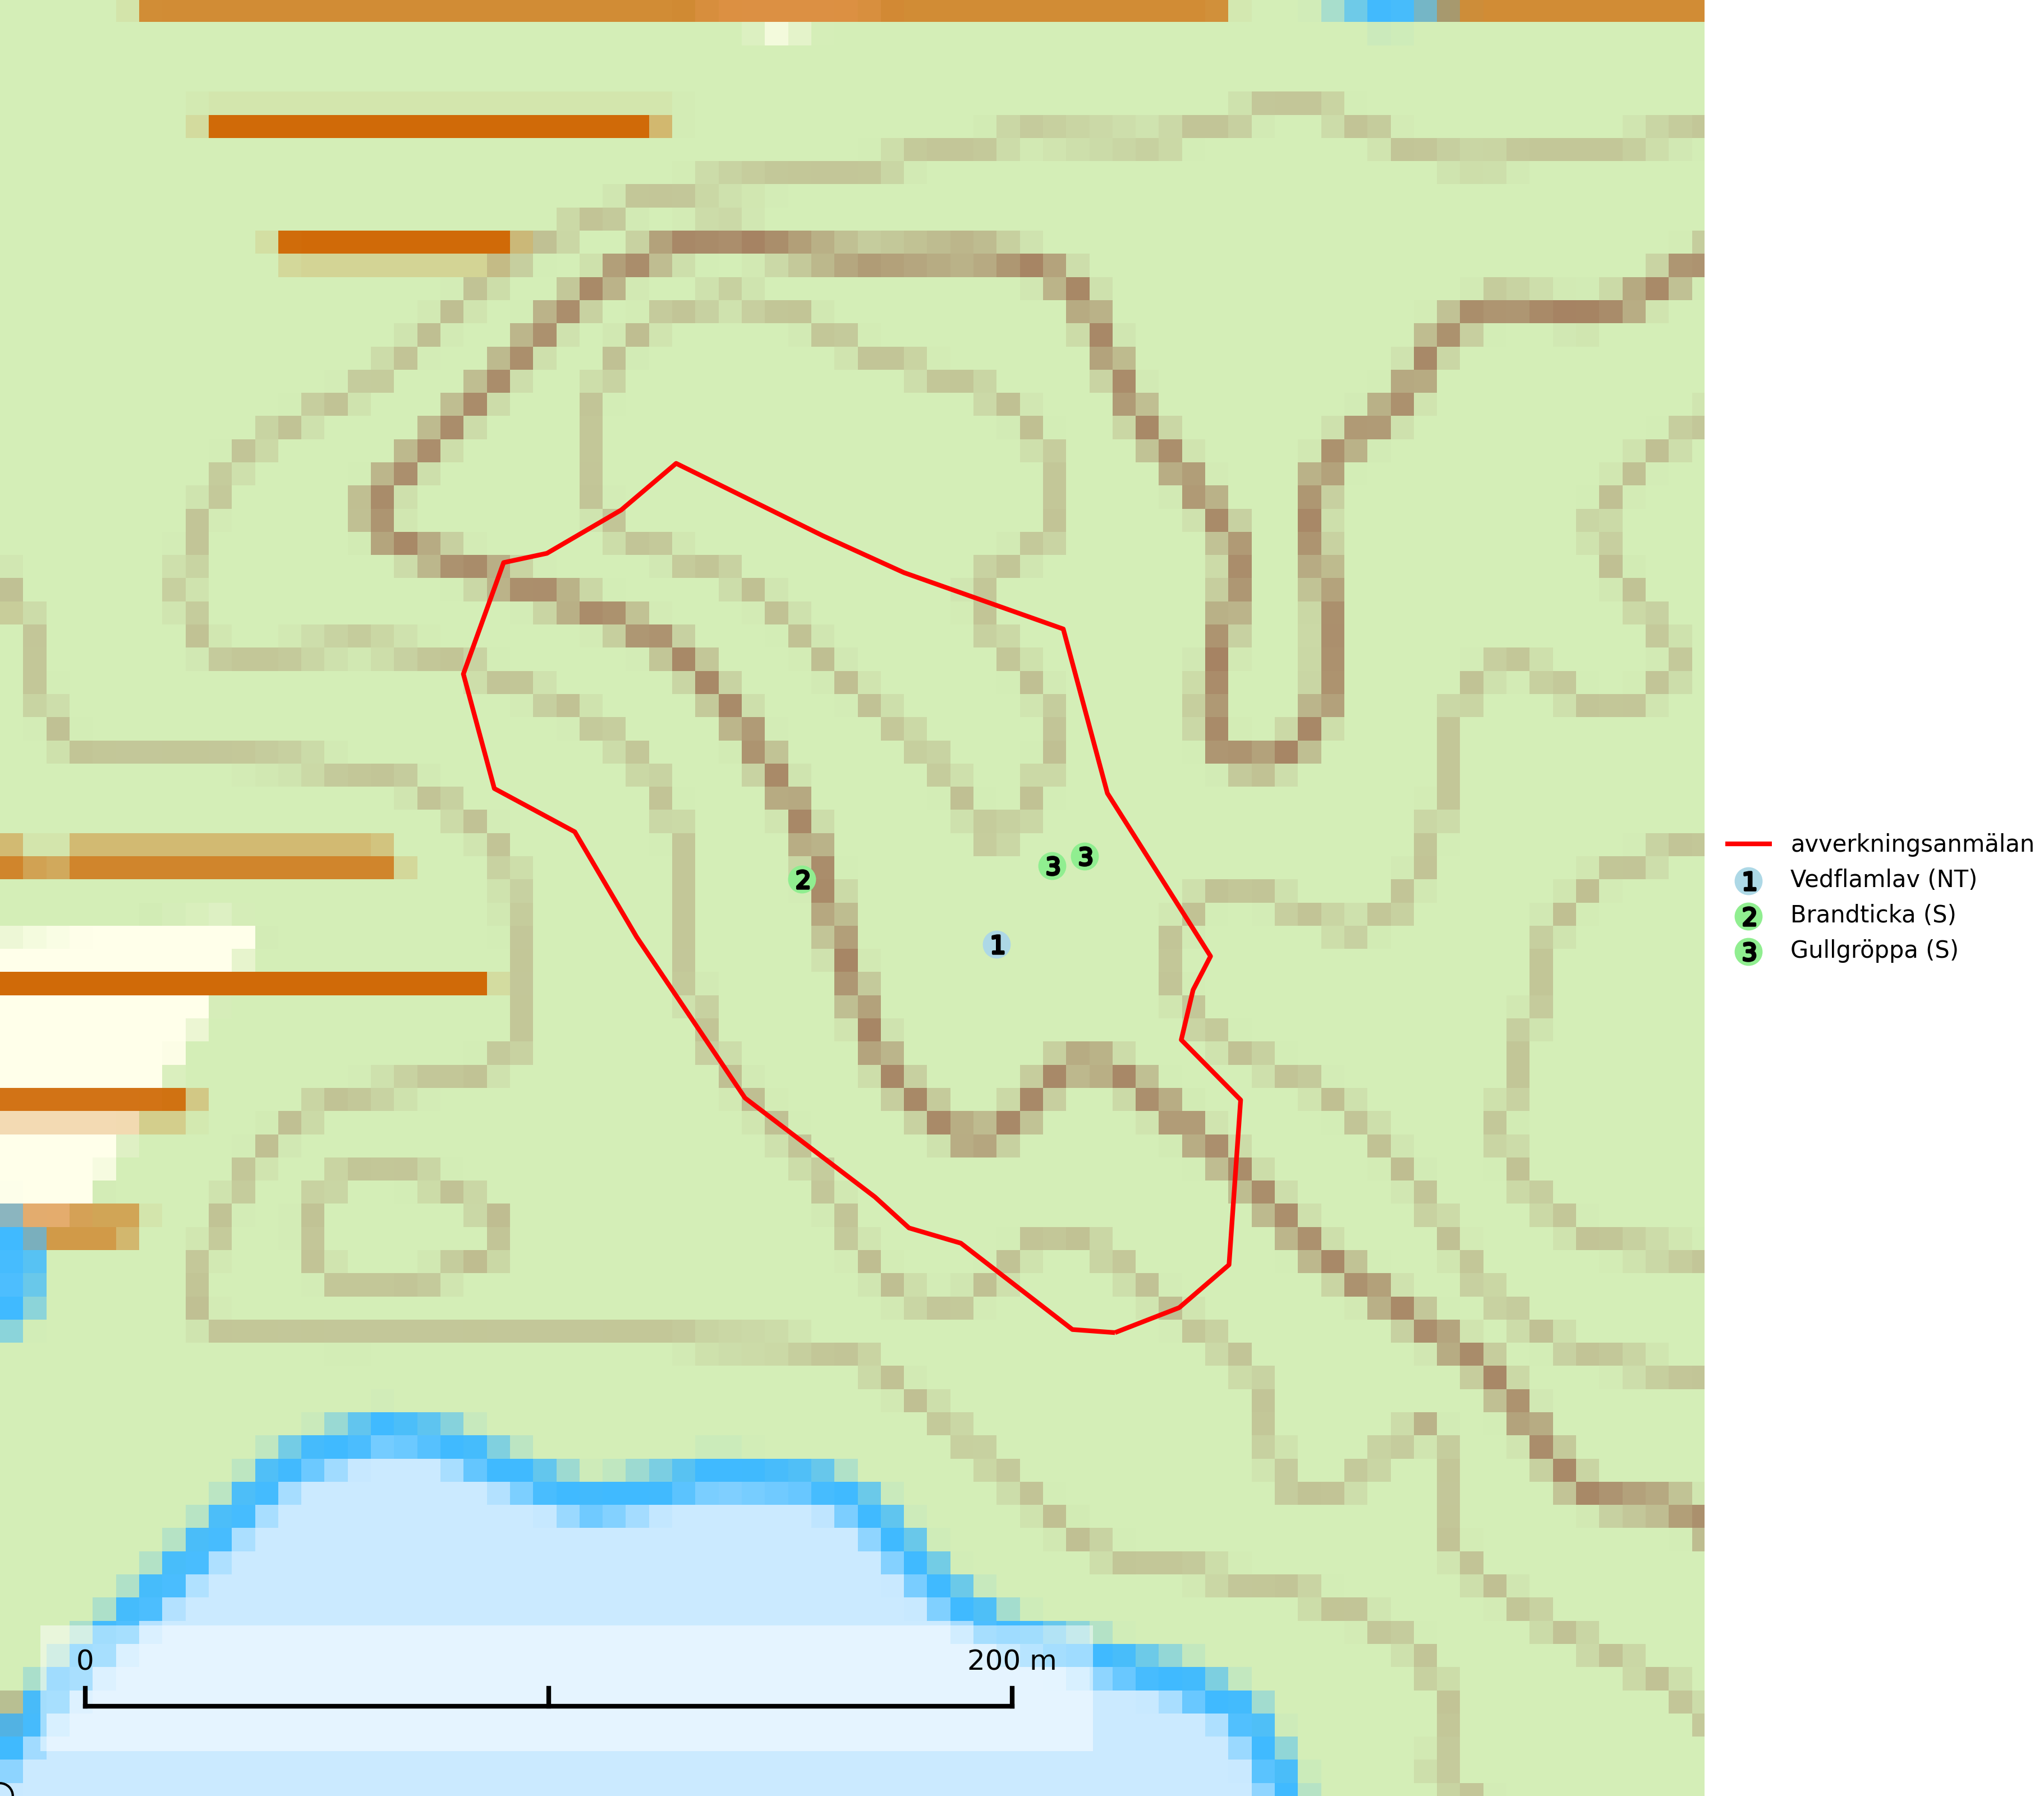 3
3
2
1
avverkningsanmälan
1 Vedflamlav (NT)
2 Brandticka (S)
3 Gullgröppa (S)
0 200 m